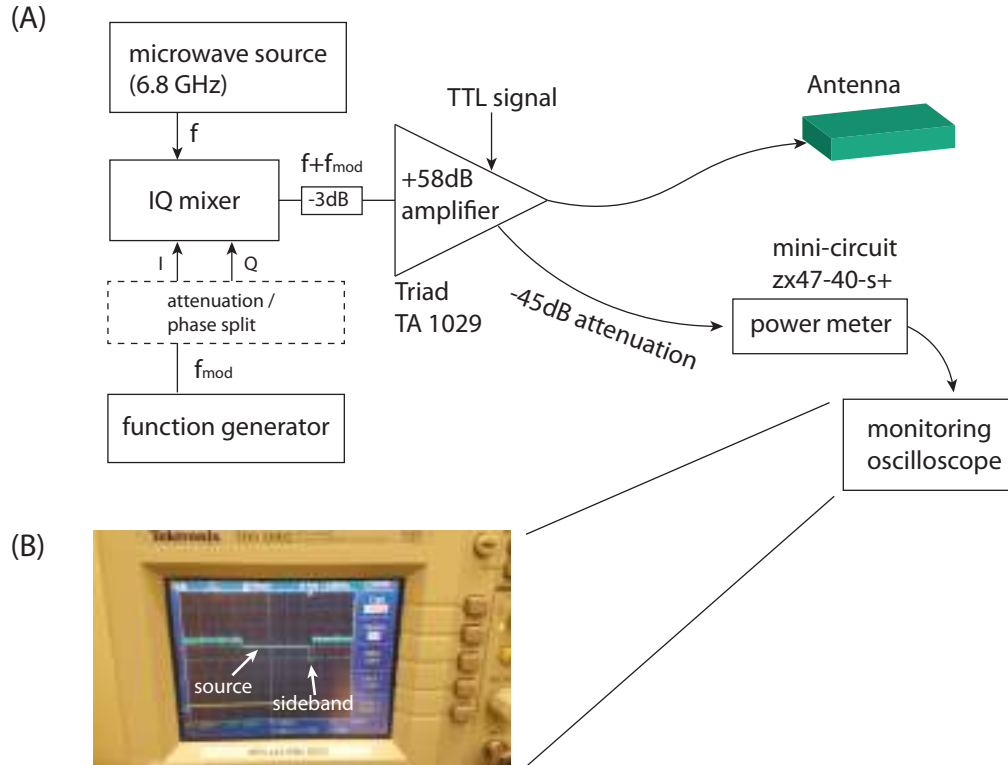 (A)
microwave source
(6.8 GHz)
f
IQ mixer
I
Q
attenuation /
phase split
fmod
function generator
f+fmod
-3dB
TTL signal
+58dB
amplifier
Triad
TA 1029
Antenna
-45dB attenuation
mini-circuit
zx47-40-s+
power meter
monitoring
oscilloscope
(B)
Tektronix
source
sideband